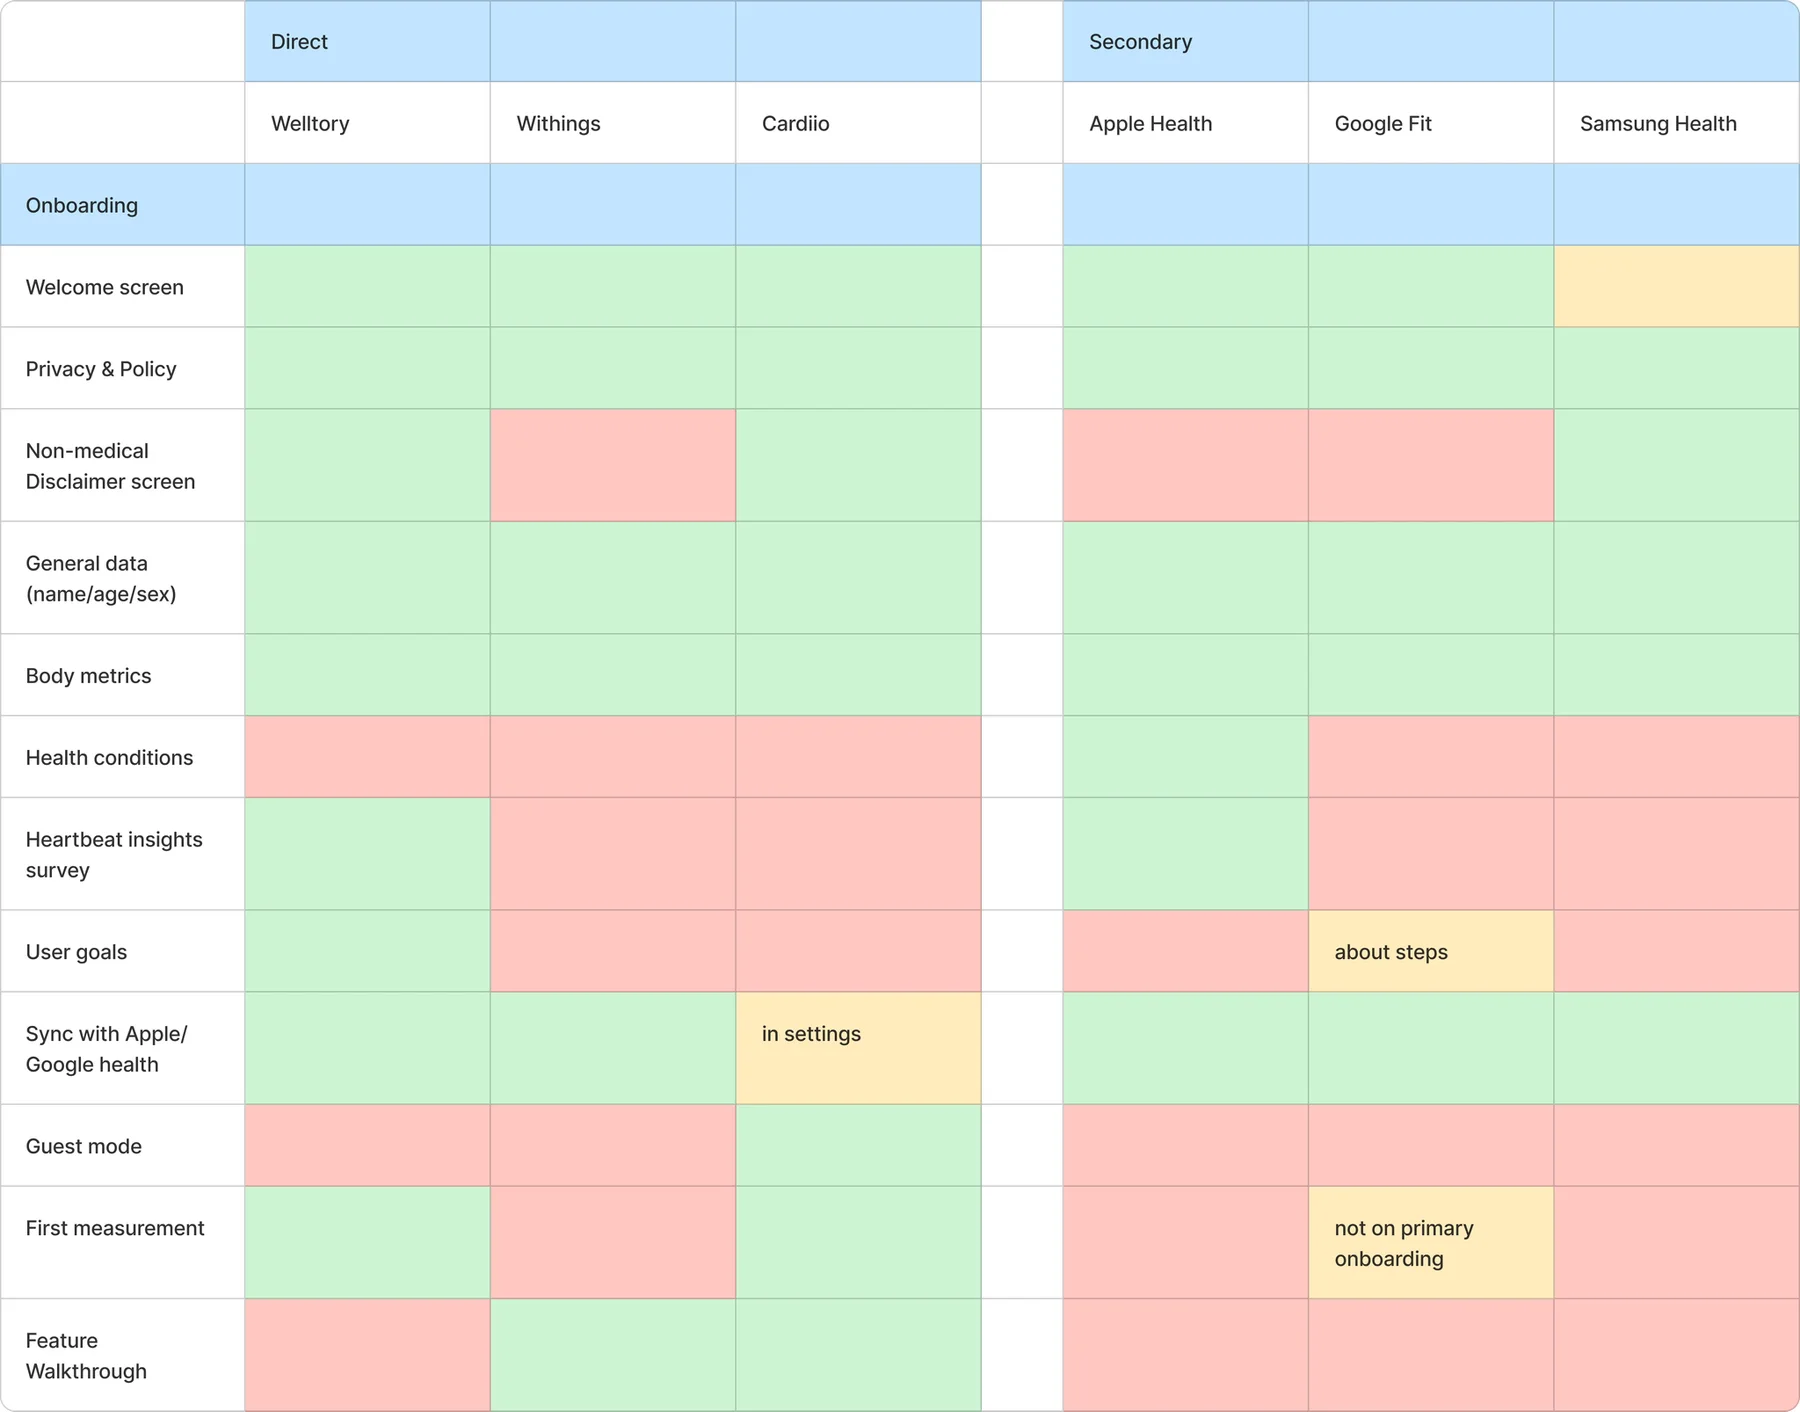 Direct
Secondary
Welltory
Withings
Cardiio
Apple Health
Google Fit
Samsung Health
Onboarding
Welcome screen
Privacy & Policy
Non-medical
Disclaimer screen
General data
(name/age/sex)
Body metrics
Health conditions
Heartbeat insights
survey
User goals
about steps
Sync with Apple/
Google health
in settings
Guest mode
First measurement
not on primary
onboarding
Feature
Walkthrough